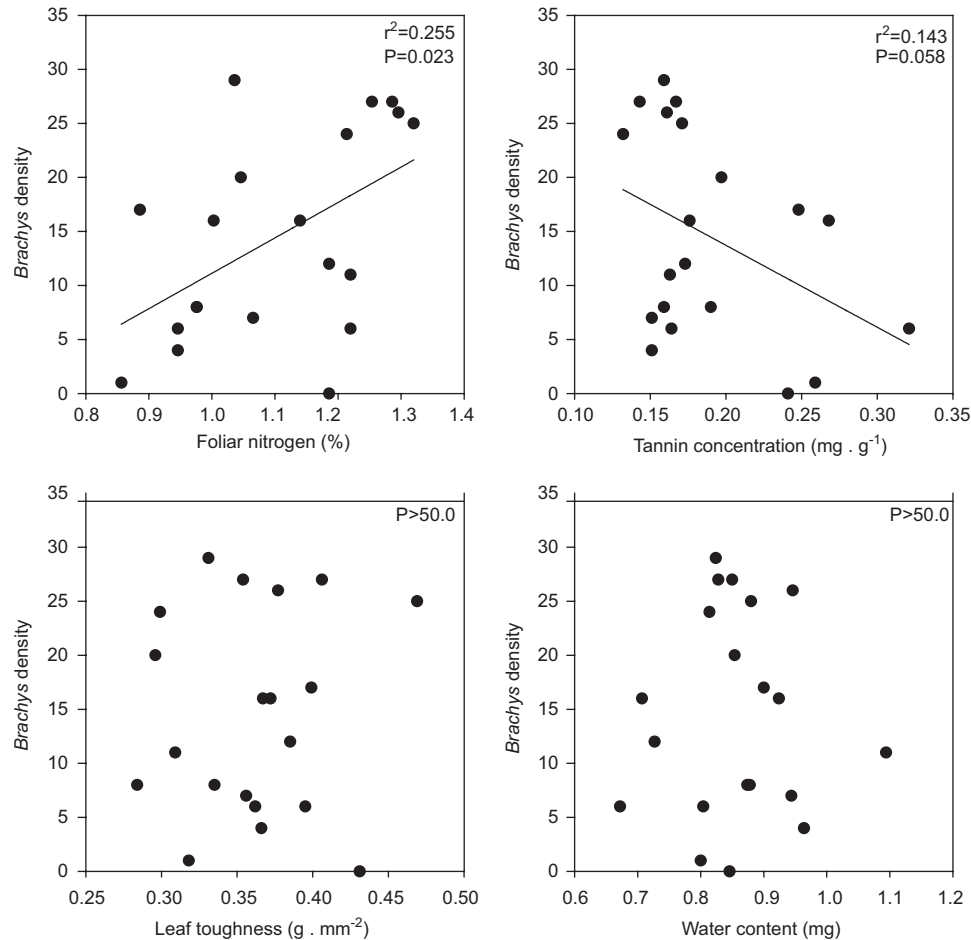 35
30
25
20
15
10
5
0
Brachys density
r²=0.255
P=0.023
0.8 0.9 1.0 1.1 1.2 1.3 1.4
Foliar nitrogen (%)
35
30
25
20
15
10
5
0
Brachys density
r²=0.143
P=0.058
0.10 0.15 0.20 0.25 0.30 0.35
Tannin concentration (mg . g⁻¹)
35
30
25
20
15
10
5
0
Brachys density
P>50.0
0.25 0.30 0.35 0.40 0.45 0.50
Leaf toughness (g . mm⁻²)
35
30
25
20
15
10
5
0
Brachys density
P>50.0
0.6 0.7 0.8 0.9 1.0 1.1 1.2
Water content (mg)